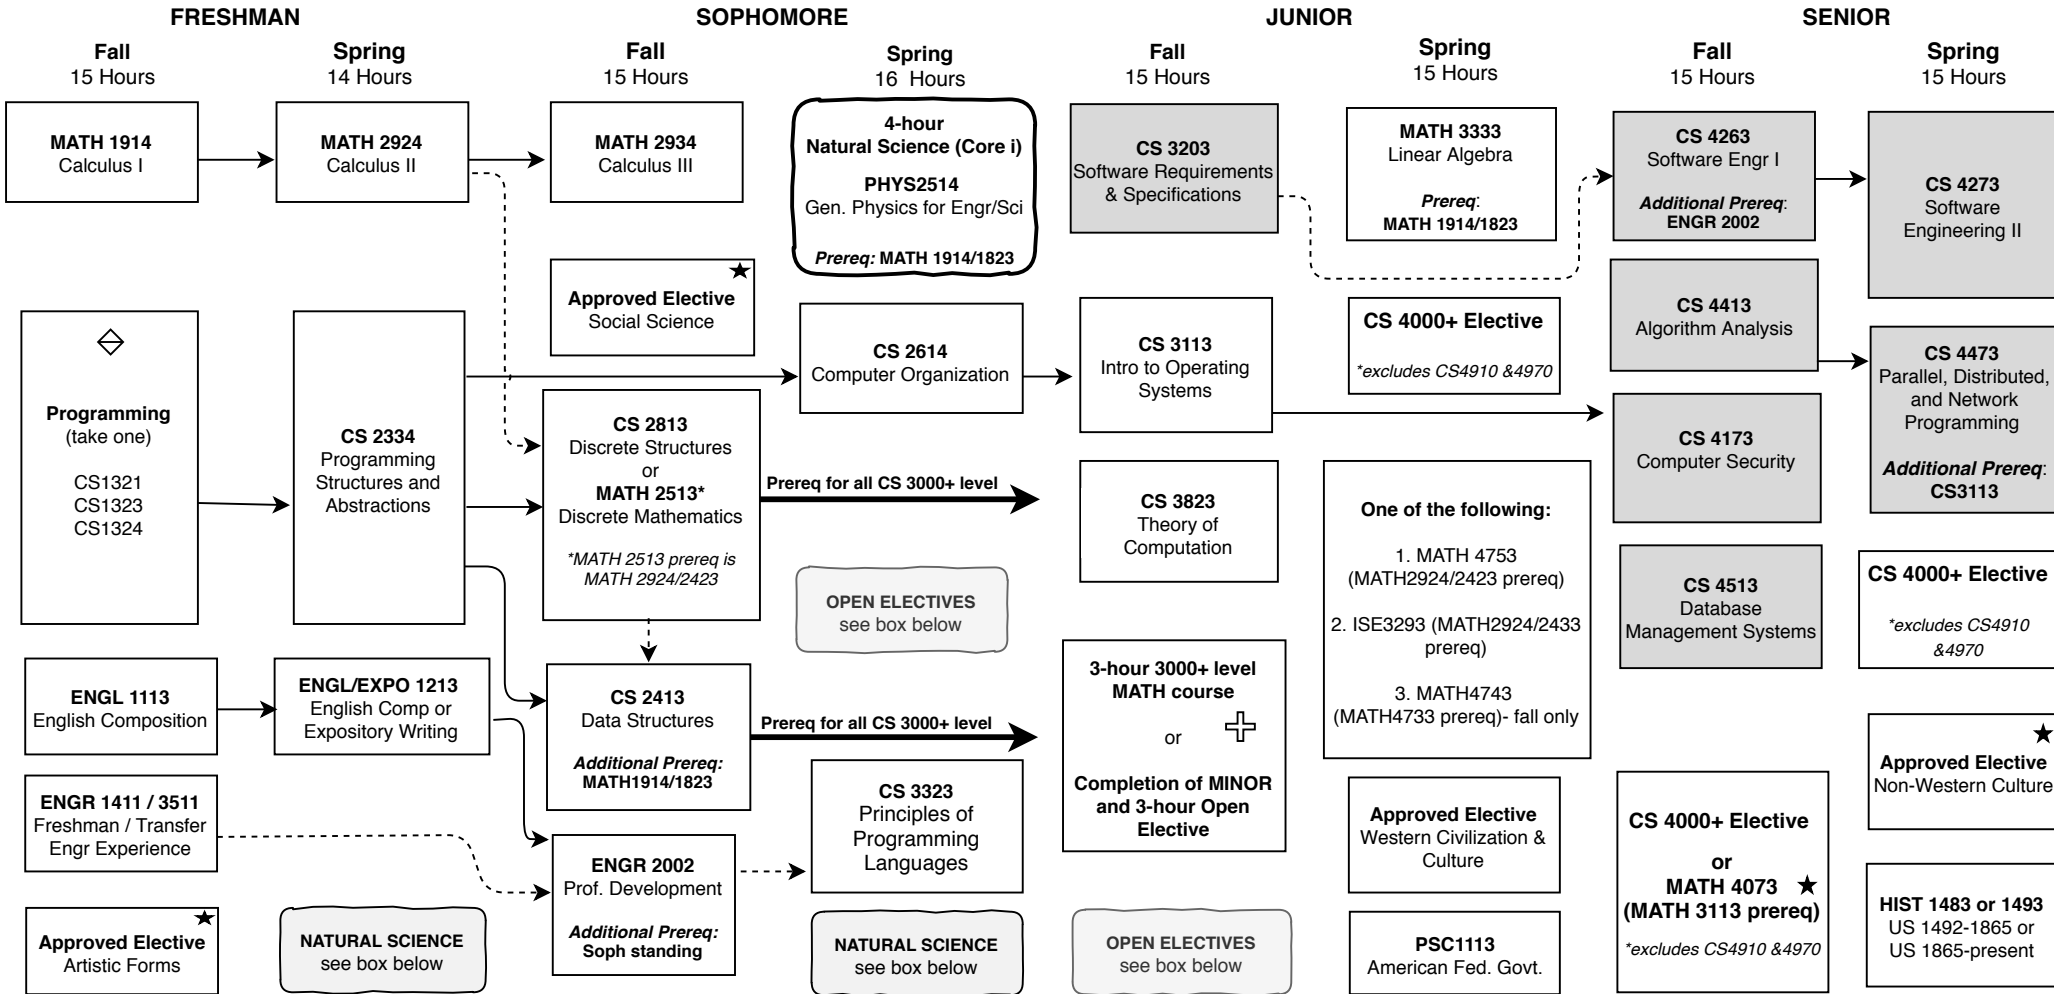 FRESHMAN
SOPHOMORE
JUNIOR
SENIOR
Fall
15 Hours
Spring
14 Hours
Fall
15 Hours
Spring
16 Hours
Fall
15 Hours
Spring
15 Hours
Fall
15 Hours
Spring
15 Hours
MATH 1914
Calculus I
Programming
(take one)
CS1321
CS1323
CS1324
ENGL 1113
English Composition
ENGR 1411 / 3511
Freshman / Transfer
Engr Experience
Approved Elective
Artistic Forms
MATH 2924
Calculus II
CS 2334
Programming
Structures and
Abstractions
ENGL/EXPO 1213
English Comp or
Expository Writing
NATURAL SCIENCE
see box below
MATH 2934
Calculus III
Approved Elective
Social Science
CS 2813
Discrete Structures
or
MATH 2513*
Discrete Mathematics
*MATH 2513 prereq is
MATH 2924/2423
CS 2413
Data Structures
Additional Prereq:
MATH1914/1823
ENGR 2002
Prof. Development
Additional Prereq:
Soph standing
4-hour
Natural Science (Core i)
PHYS2514
Gen. Physics for Engr/Sci
Prereq: MATH 1914/1823
CS 2614
Computer Organization
Prereq for all CS 3000+ level
OPEN ELECTIVES
see box below
Prereq for all CS 3000+ level
CS 3323
Principles of
Programming
Languages
NATURAL SCIENCE
see box below
CS 3203
Software Requirements
& Specifications
CS 3113
Intro to Operating
Systems
CS 3823
Theory of
Computation
3-hour 3000+ level
MATH course
or
Completion of MINOR
and 3-hour Open
Elective
OPEN ELECTIVES
see box below
MATH 3333
Linear Algebra
Prereq:
MATH 1914/1823
CS 4000+ Elective
*excludes CS4910 &4970
One of the following:
1. MATH 4753
(MATH2924/2423 prereq)
2. ISE3293 (MATH2924/2433
prereq)
3. MATH4743
(MATH4733 prereq)- fall only
Approved Elective
Western Civilization &
Culture
PSC1113
American Fed. Govt.
CS 4263
Software Engr I
Additional Prereq:
ENGR 2002
CS 4413
Algorithm Analysis
CS 4173
Computer Security
CS 4513
Database
Management Systems
CS 4000+ Elective
or
MATH 4073
(MATH 3113 prereq)
*excludes CS4910 &4970
CS 4273
Software
Engineering II
CS 4473
Parallel, Distributed,
and Network
Programming
Additional Prereq:
CS3113
CS 4000+ Elective
*excludes CS4910
&4970
Approved Elective
Non-Western Culture
HIST 1483 or 1493
US 1492-1865 or
US 1865-present